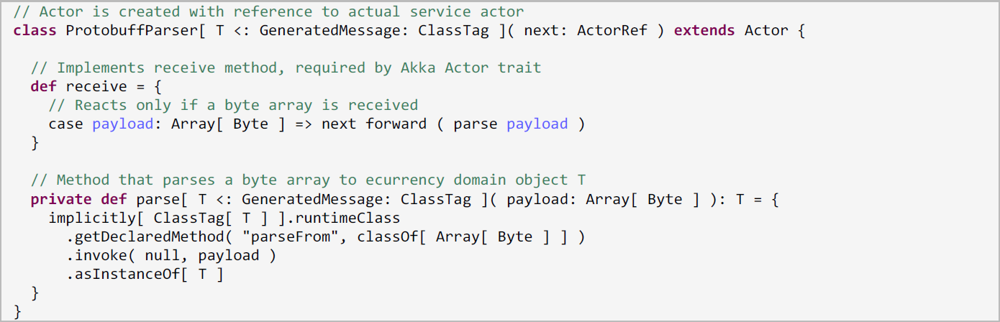 // Actor is created with reference to actual service actor
class ProtobuffParser[ T <: GeneratedMessage: ClassTag ]( next: ActorRef ) extends Actor {
// Implements receive method, required by Akka Actor trait
def receive = {
// Reacts only if a byte array is received
case payload: Array[ Byte ] => next forward ( parse payload )
}
// Method that parses a byte array to ecurrency domain object T
private def parse[ T <: GeneratedMessage: ClassTag ]( payload: Array[ Byte ] ): T = {
implicitly[ ClassTag[ T ] ].runtimeClass
.getDeclaredMethod( "parseFrom", classOf[ Array[ Byte ] ] )
.invoke( null, payload )
.asInstanceOf[ T ]
}
}